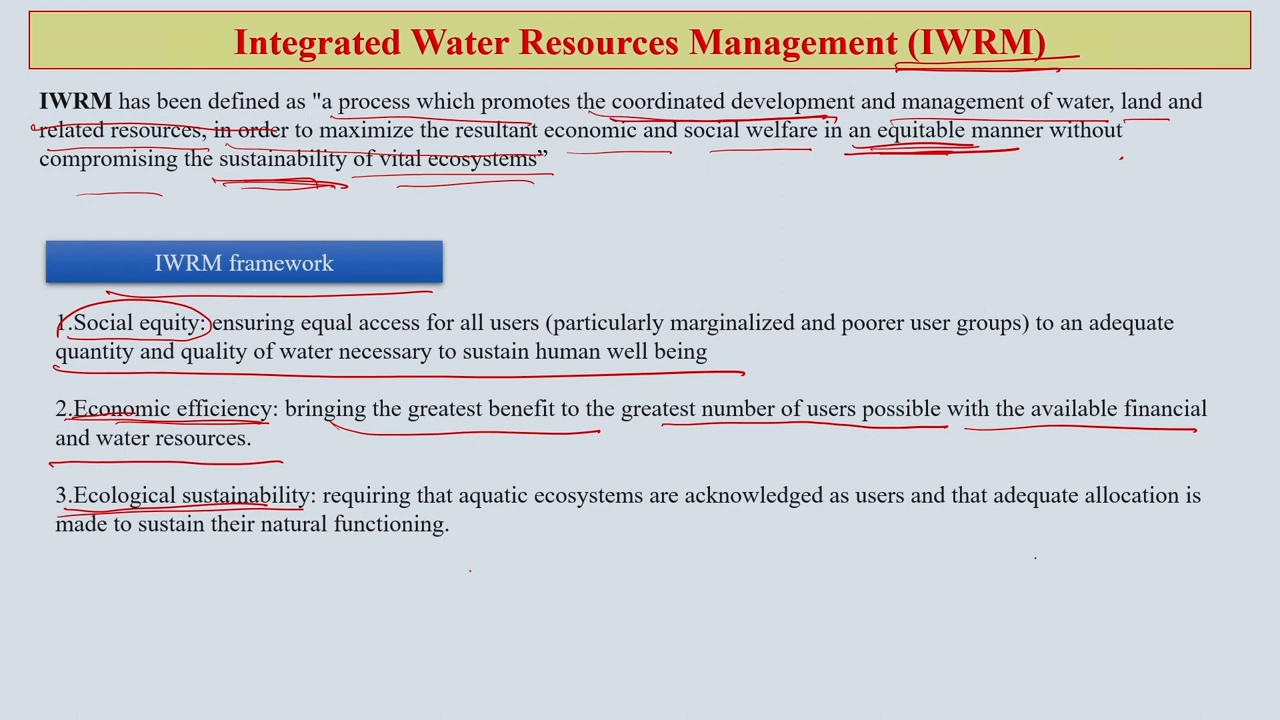 Integrated Water Resources Management (IWRM)
IWRM has been defined as "a process which promotes the coordinated development and management of water, land and
related resources, in order to maximize the resultant economic and social welfare in an equitable manner without
compromising the sustainability of vital ecosystems”
IWRM framework
1.Social equity: ensuring equal access for all users (particularly marginalized and poorer user groups) to an adequate
quantity and quality of water necessary to sustain human well being
2.Economic efficiency: bringing the greatest benefit to the greatest number of users possible with the available financial
and water resources.
3.Ecological sustainability: requiring that aquatic ecosystems are acknowledged as users and that adequate allocation is
made to sustain their natural functioning.